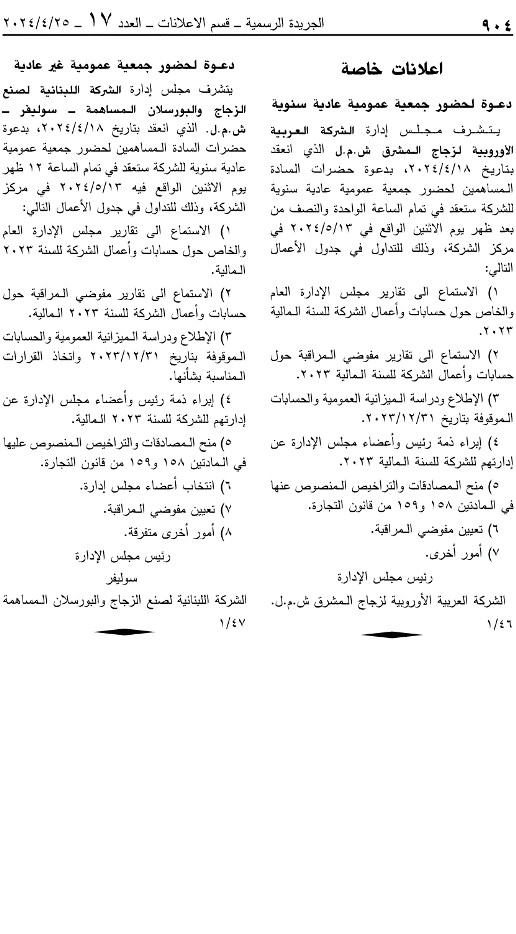 ٩٠٤
الجريدة الرسمية ــ قسم الاعلانات ــ العدد ١٧ ــ ٢٠٢٤/٤/٢٥
اعلانات خاصة
دعوة لحضور جمعية عمومية عادية سنوية
يتشرف مجلس إدارة الشركة العربية
الأوروبية لزجاج المشرق ش.م.ل الذي انعقد
بتاريخ ٢٠٢٤/٤/١٨، بدعوة حضرات السادة
المساهمين لحضور جمعية عمومية عادية سنوية
للشركة ستعقد في تمام الساعة الواحدة والنصف من
بعد ظهر يوم الاثنين الواقع في ٢٠٢٤/٥/١٣ في
مركز الشركة، وذلك للتداول في جدول الأعمال
التالي:
١) الاستماع الى تقارير مجلس الإدارة العام
والخاص حول حسابات وأعمال الشركة للسنة المالية
٢٠٢٣.
٢) الاستماع الى تقارير مفوضي المراقبة حول
حسابات وأعمال الشركة للسنة المالية ٢٠٢٣.
٣) الإطلاع ودراسة الميزانية العمومية والحسابات
الموقوفة بتاريخ ٢٠٢٣/١٢/٣١.
٤) إبراء ذمة رئيس وأعضاء مجلس الإدارة عن
إدارتهم للشركة للسنة المالية ٢٠٢٣.
٥) منح المصادقات والتراخيص المنصوص عنها
في المادتين ١٥٨ و١٥٩ من قانون التجارة.
٦) تعيين مفوضي المراقبة.
٧) أمور أخرى.
رئيس مجلس الإدارة
الشركة العربية الأوروبية لزجاج المشرق ش.م.ل.
١/٤٦
دعوة لحضور جمعية عمومية غير عادية
يتشرف مجلس إدارة الشركة اللبنانية لصنع
الزجاج والبورسلان المساهمة ــ سوليفر ــ
ش.م.ل. الذي انعقد بتاريخ ٢٠٢٤/٤/١٨، بدعوة
حضرات السادة المساهمين لحضور جمعية عمومية
عادية سنوية للشركة ستعقد في تمام الساعة ١٢ ظهر
يوم الاثنين الواقع فيه ٢٠٢٤/٥/١٣ في مركز
الشركة، وذلك للتداول في جدول الأعمال التالي:
١) الاستماع الى تقارير مجلس الإدارة العام
والخاص حول حسابات وأعمال الشركة للسنة ٢٠٢٣
المالية.
٢) الاستماع الى تقارير مفوضي المراقبة حول
حسابات وأعمال الشركة للسنة ٢٠٢٣ المالية.
٣) الإطلاع ودراسة الميزانية العمومية والحسابات
الموقوفة بتاريخ ٢٠٢٣/١٢/٣١ واتخاذ القرارات
المناسبة بشأنها.
٤) إبراء ذمة رئيس وأعضاء مجلس الإدارة عن
إدارتهم للشركة للسنة ٢٠٢٣ المالية.
٥) منح المصادقات والتراخيص المنصوص عليها
في المادتين ١٥٨ و١٥٩ من قانون التجارة.
٦) انتخاب أعضاء مجلس إدارة.
٧) تعيين مفوضي المراقبة.
٨) أمور أخرى متفرقة.
رئيس مجلس الإدارة
سوليفر
الشركة اللبنانية لصنع الزجاج والبورسلان المساهمة
١/٤٧